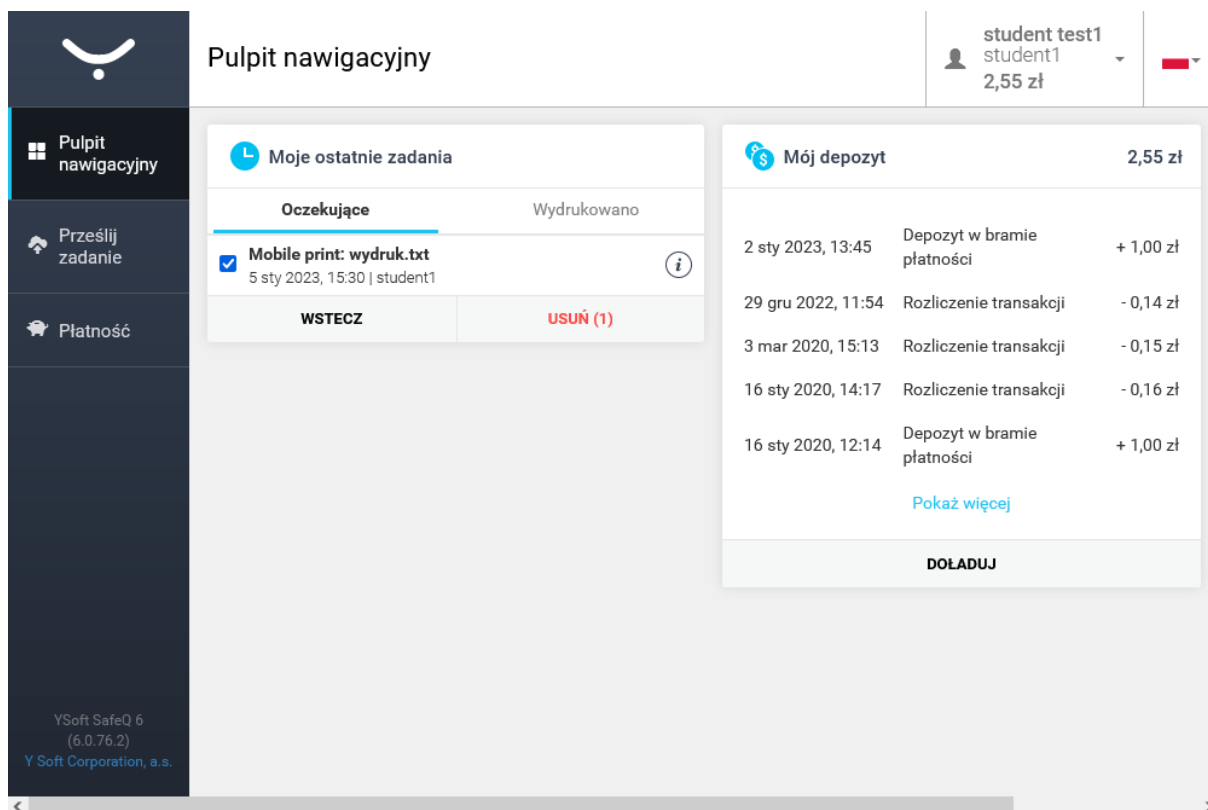 Pulpit nawigacyjny
student test1
student1
2,55 zł
Pulpit
nawigacyjny
Prześlij
zadanie
Płatność
YSoft SafeQ 6
(6.0.76.2)
Y Soft Corporation, a.s.
Moje ostatnie zadania
Oczekujące Wydrukowano
Mobile print: wydruk.txt
5 sty 2023, 15:30 | student1
WSTECZ USUŃ (1)
Mój depozyt 2,55 zł
2 sty 2023, 13:45 Depozyt w bramie + 1,00 zł
płatności
29 gru 2022, 11:54 Rozliczenie transakcji - 0,14 zł
3 mar 2020, 15:13 Rozliczenie transakcji - 0,15 zł
16 sty 2020, 14:17 Rozliczenie transakcji - 0,16 zł
16 sty 2020, 12:14 Depozyt w bramie + 1,00 zł
płatności
Pokaż więcej
DOŁADUJ